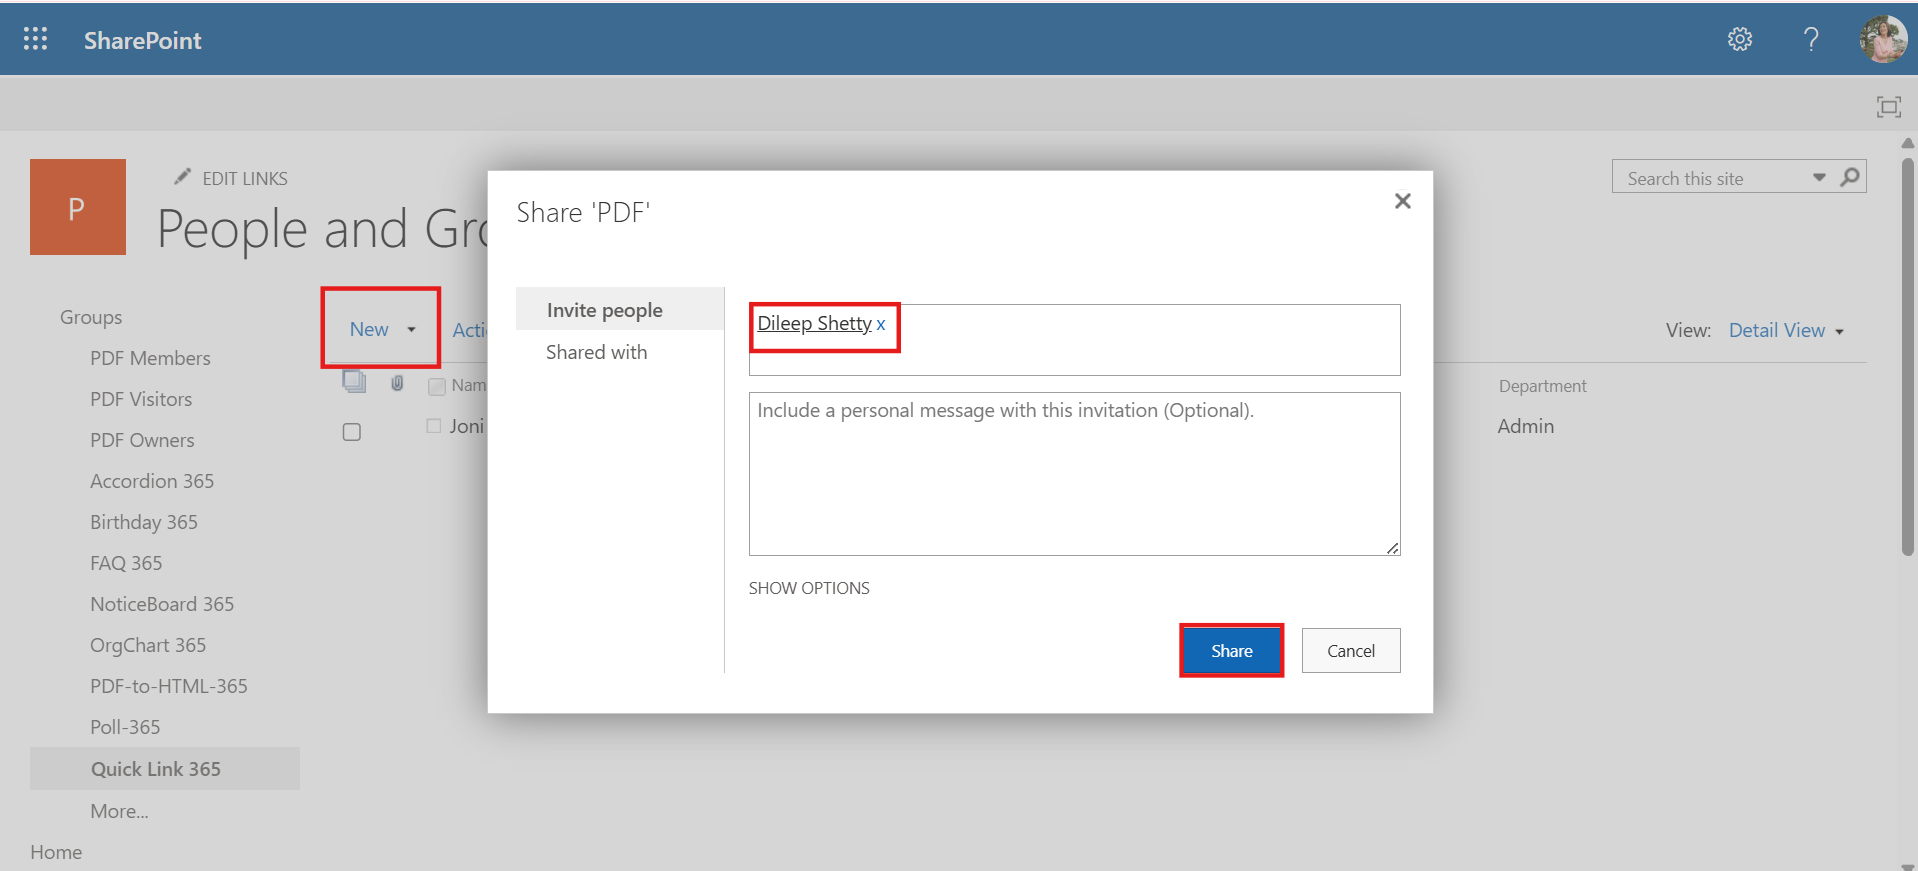 SharePoint
EDIT LINKS
Search this site
P
People and Gro
Share 'PDF'
Groups
PDF Members
PDF Visitors
PDF Owners
Accordion 365
Birthday 365
FAQ 365
NoticeBoard 365
OrgChart 365
PDF-to-HTML-365
Poll-365
Quick Link 365
More...
Home
New
Acti
View: Detail View
Nam
Department
Joni
Admin
Invite people
Shared with
Dileep Shetty x
Include a personal message with this invitation (Optional).
SHOW OPTIONS
Share
Cancel